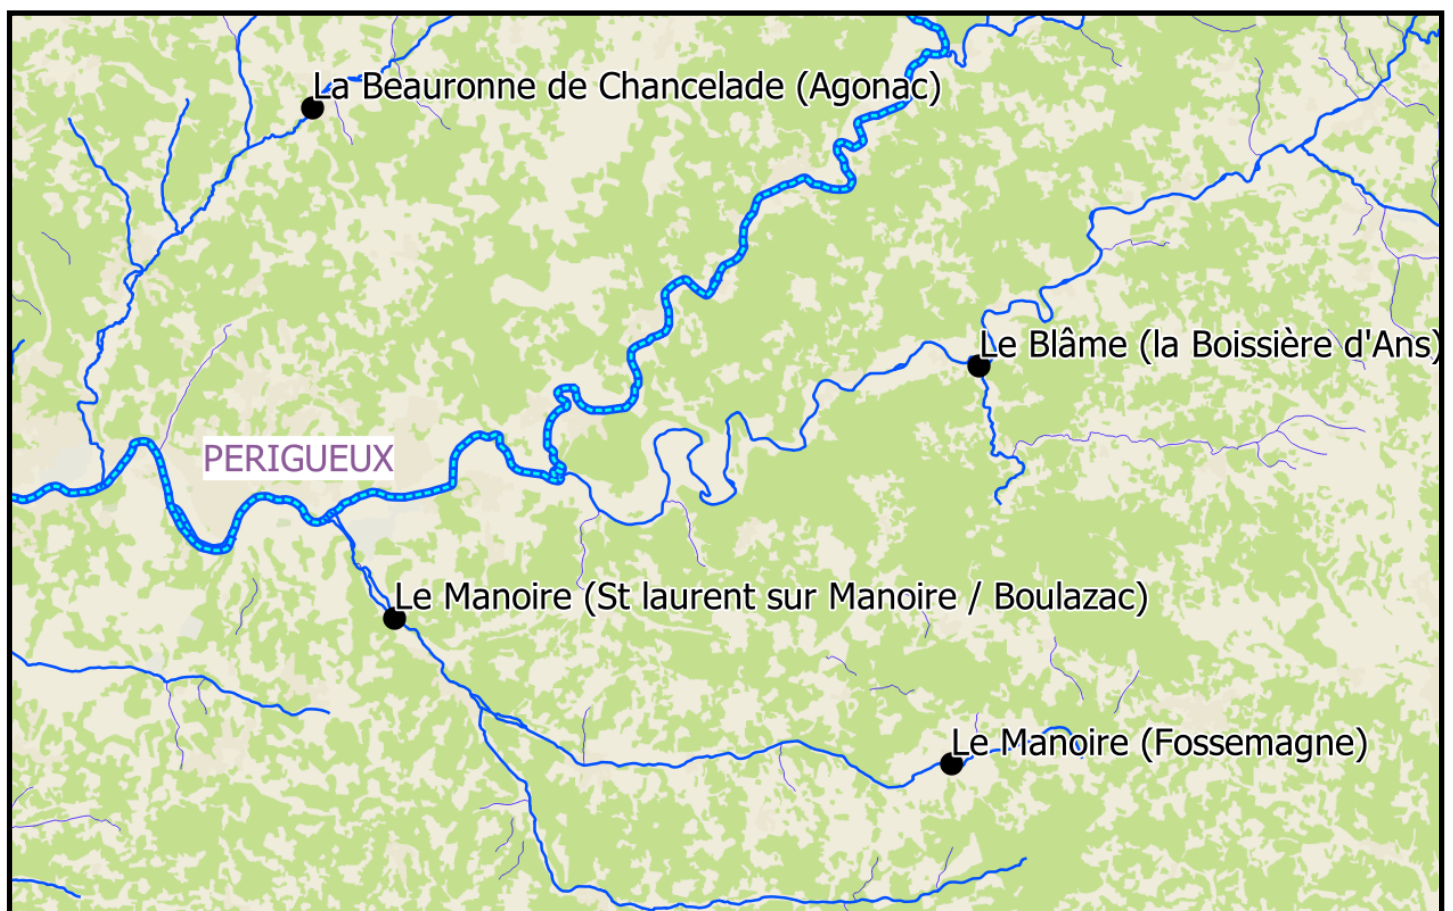 La Beauronne de Chancelade (Agonac)
Le Blâme (la Boissière d'Ans)
PERIGUEUX
Le Manoire (St laurent sur Manoire / Boulazac)
Le Manoire (Fossemagne)